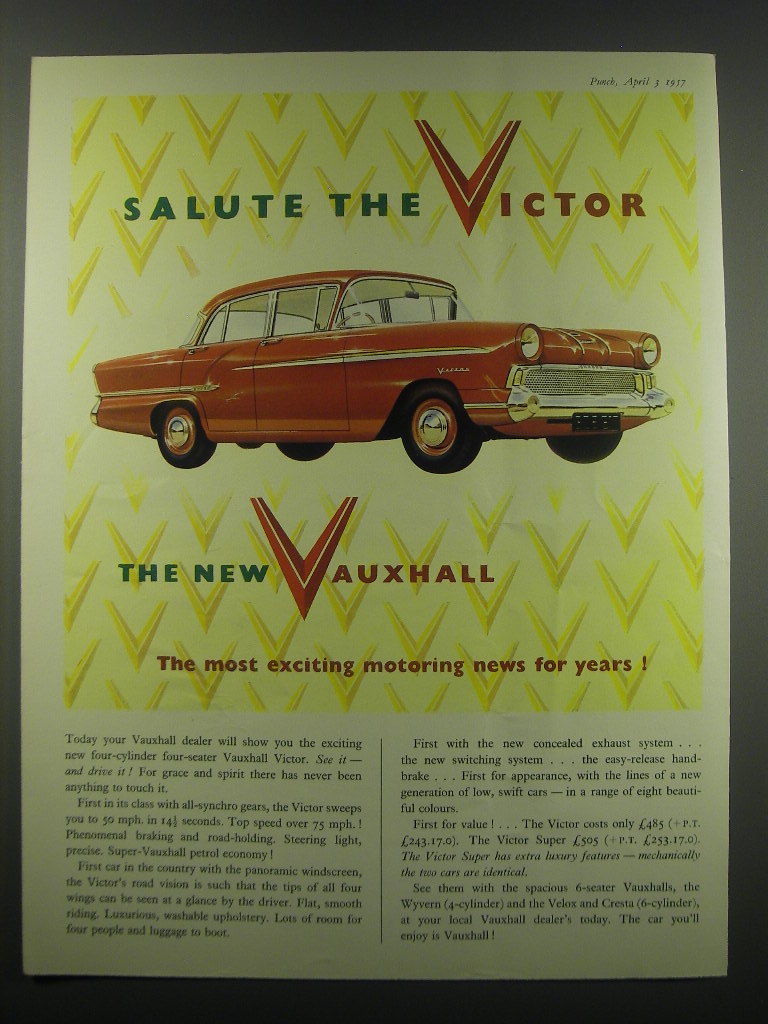 Punch, April 3 1957
SALUTE THE VICTOR
Victor
THE NEW VAUXHALL
The most exciting motoring news for years !
Today your Vauxhall dealer will show you the exciting
new four-cylinder four-seater Vauxhall Victor. See it —
and drive it ! For grace and spirit there has never been
anything to touch it.
First in its class with all-synchro gears, the Victor sweeps
you to 50 mph. in 14½ seconds. Top speed over 75 mph. !
Phenomenal braking and road-holding. Steering light,
precise. Super-Vauxhall petrol economy !
First car in the country with the panoramic windscreen,
the Victor's road vision is such that the tips of all four
wings can be seen at a glance by the driver. Flat, smooth
riding. Luxurious, washable upholstery. Lots of room for
four people and luggage to boot.
First with the new concealed exhaust system . . .
the new switching system . . . the easy-release hand-
brake . . . First for appearance, with the lines of a new
generation of low, swift cars — in a range of eight beauti-
ful colours.
First for value ! . . . The Victor costs only £485 (+P.T.
£243.17.0). The Victor Super £505 (+P.T. £253.17.0).
The Victor Super has extra luxury features — mechanically
the two cars are identical.
See them with the spacious 6-seater Vauxhalls, the
Wyvern (4-cylinder) and the Velox and Cresta (6-cylinder),
at your local Vauxhall dealer's today. The car you'll
enjoy is Vauxhall !